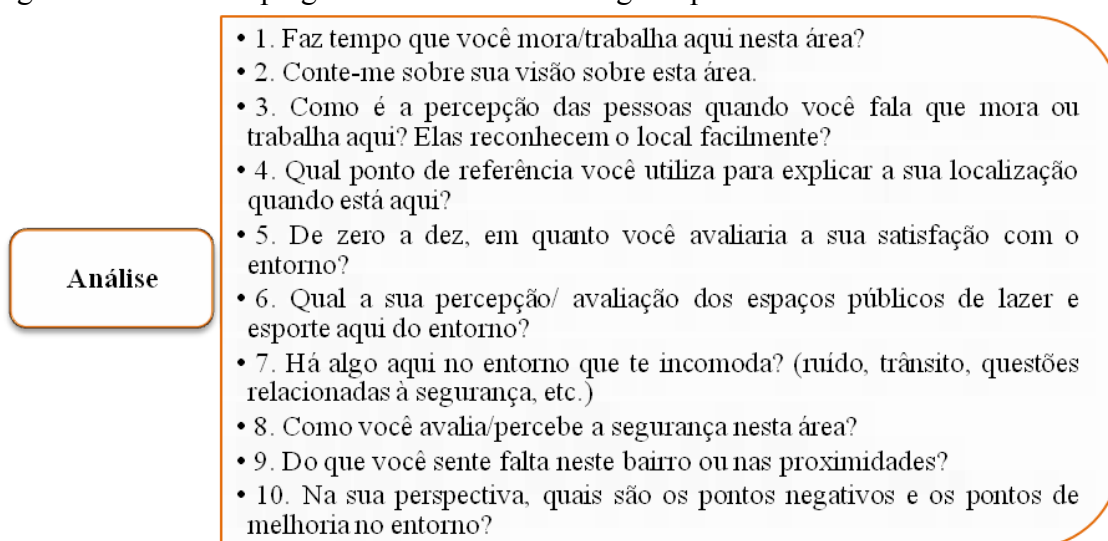 • 1. Faz tempo que você mora/trabalha aqui nesta área?
• 2. Conte-me sobre sua visão sobre esta área.
• 3. Como é a percepção das pessoas quando você fala que mora ou
trabalha aqui? Elas reconhecem o local facilmente?
• 4. Qual ponto de referência você utiliza para explicar a sua localização
quando está aqui?
• 5. De zero a dez, em quanto você avaliaria a sua satisfação com o
entorno?
Análise
• 6. Qual a sua percepção/ avaliação dos espaços públicos de lazer e
esporte aqui do entorno?
• 7. Há algo aqui no entorno que te incomoda? (ruído, trânsito, questões
relacionadas à segurança, etc.)
• 8. Como você avalia/percebe a segurança nesta área?
• 9. Do que você sente falta neste bairro ou nas proximidades?
• 10. Na sua perspectiva, quais são os pontos negativos e os pontos de
melhoria no entorno?